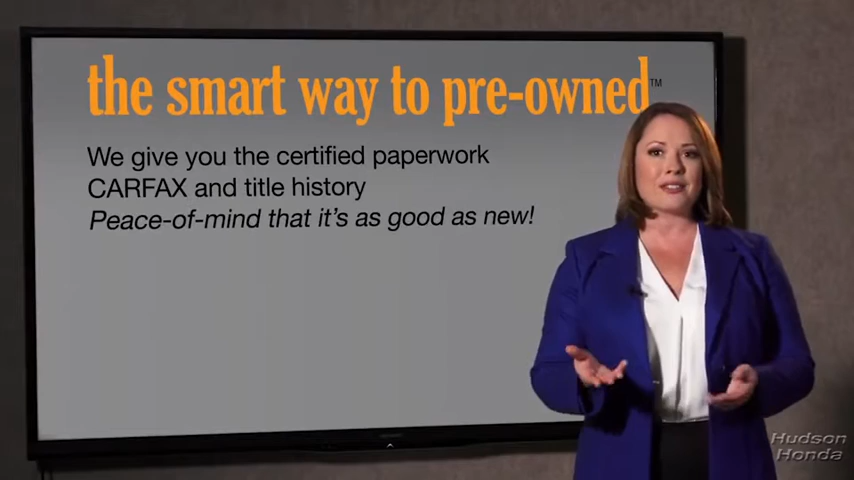 the smart way to pre-owned™
We give you the certified paperwork
CARFAX and title history
Peace-of-mind that it's as good as new!
Hudson
Honda